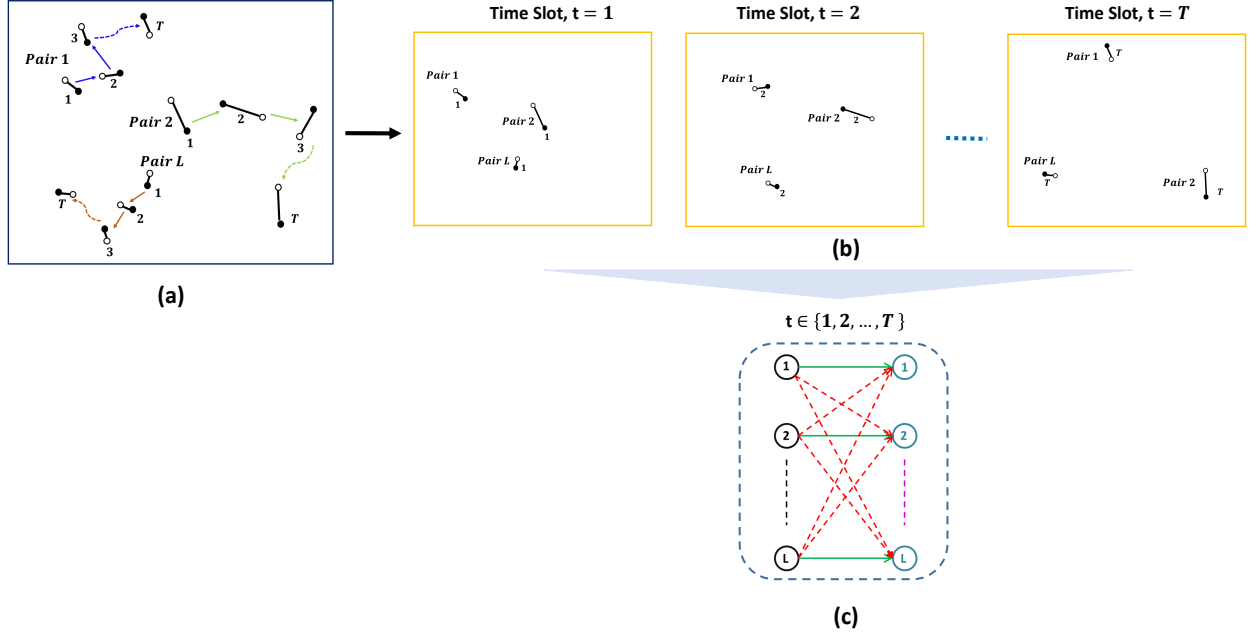 3
T
Pair 1
1
2
Pair 2
1
2
3
T
Pair L
1
2
3
T
(a)
Time Slot, t = 1
Pair 1
1
Pair 2
1
Pair L
1
Time Slot, t = 2
Pair 1
2
Pair 2
2
Pair L
2
Time Slot, t = T
Pair 1
T
Pair L
T
Pair 2
T
(b)
t ∈ {1, 2, ... , T}
1
1
2
2
L
L
(c)